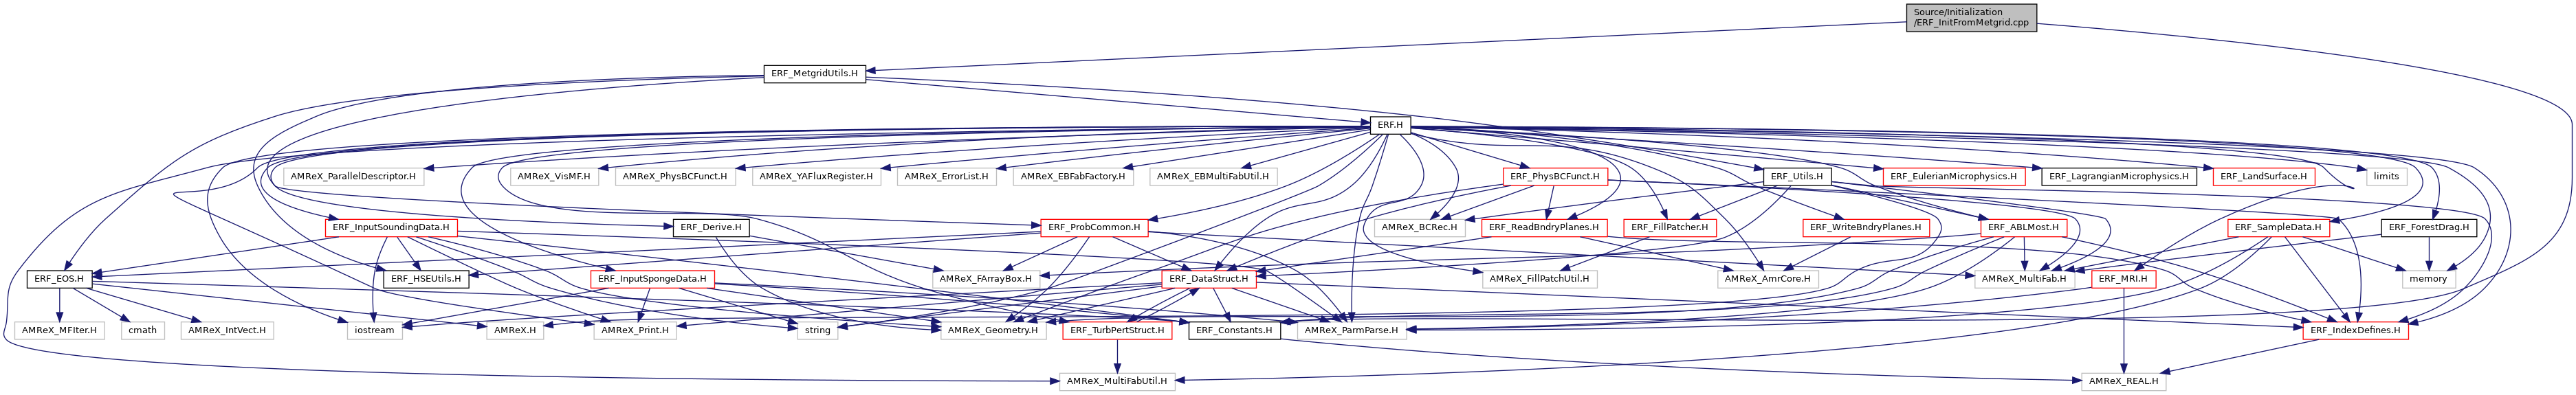 Source/Initialization
/ERF_InitFromMetgrid.cpp
ERF_MetgridUtils.H
ERF.H
AMReX_ParallelDescriptor.H
AMReX_VisMF.H
AMReX_PhysBCFunct.H
AMReX_YAFluxRegister.H
AMReX_ErrorList.H
AMReX_EBFabFactory.H
AMReX_EBMultiFabUtil.H
ERF_PhysBCFunct.H
ERF_Utils.H
ERF_EulerianMicrophysics.H
ERF_LagrangianMicrophysics.H
ERF_LandSurface.H
limits
ERF_InputSoundingData.H
ERF_Derive.H
ERF_ProbCommon.H
AMReX_BCRec.H
ERF_ReadBndryPlanes.H
ERF_FillPatcher.H
ERF_WriteBndryPlanes.H
ERF_ABLMost.H
ERF_SampleData.H
ERF_ForestDrag.H
ERF_EOS.H
ERF_HSEUtils.H
ERF_InputSpongeData.H
AMReX_FArrayBox.H
ERF_DataStruct.H
AMReX_FillPatchUtil.H
AMReX_AmrCore.H
AMReX_MultiFab.H
ERF_MRI.H
memory
AMReX_MFIter.H
cmath
AMReX_IntVect.H
iostream
AMReX.H
AMReX_Print.H
string
AMReX_Geometry.H
ERF_TurbPertStruct.H
ERF_Constants.H
AMReX_ParmParse.H
ERF_IndexDefines.H
AMReX_MultiFabUtil.H
AMReX_REAL.H